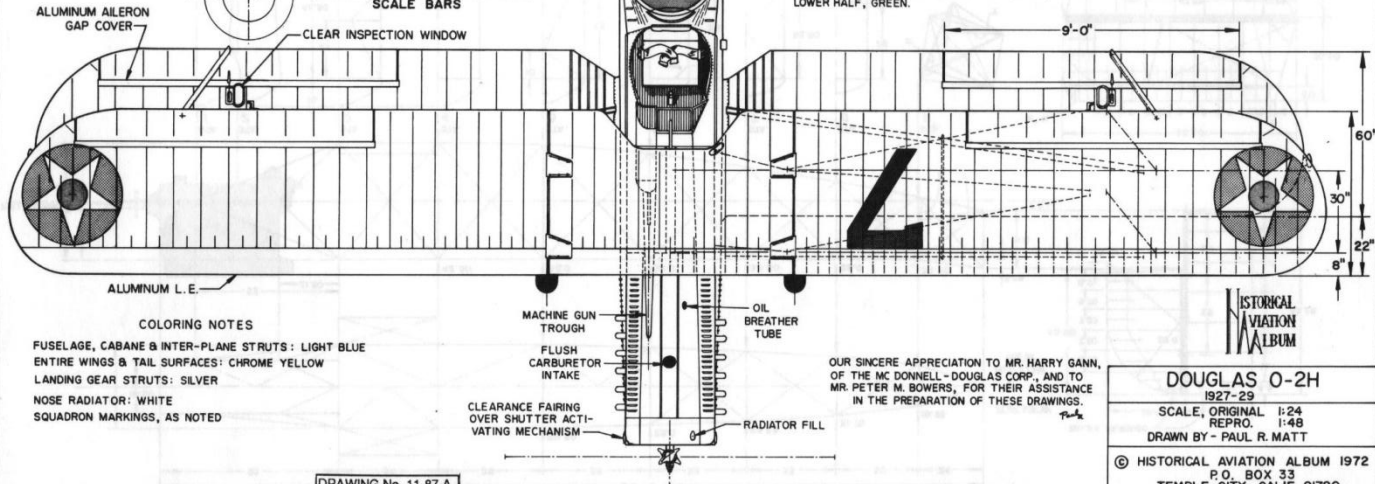 SCALE BARS
LOWER HALF, GREEN.
ALUMINUM AILERON
GAP COVER
CLEAR INSPECTION WINDOW
9'-0"
60"
30"
22"
8"
7
ALUMINUM L.E.
COLORING NOTES
FUSELAGE, CABANE & INTER-PLANE STRUTS: LIGHT BLUE
ENTIRE WINGS & TAIL SURFACES: CHROME YELLOW
LANDING GEAR STRUTS: SILVER
NOSE RADIATOR: WHITE
SQUADRON MARKINGS, AS NOTED
MACHINE GUN
TROUGH
OIL
BREATHER
TUBE
FLUSH
CARBURETOR
INTAKE
CLEARANCE FAIRING
OVER SHUTTER ACTI-
VATING MECHANISM
RADIATOR FILL
HISTORICAL
AVIATION
ALBUM
OUR SINCERE APPRECIATION TO MR. HARRY GANN,
OF THE MC DONNELL-DOUGLAS CORP., AND TO
MR. PETER M. BOWERS, FOR THEIR ASSISTANCE
IN THE PREPARATION OF THESE DRAWINGS.
DOUGLAS O-2H
1927-29
SCALE, ORIGINAL 1:24
REPRO. 1:48
DRAWN BY - PAUL R. MATT
© HISTORICAL AVIATION ALBUM 1972
P.O. BOX 33
TEMPLE CITY, CALIF.
DRAWING No. 11-87-A